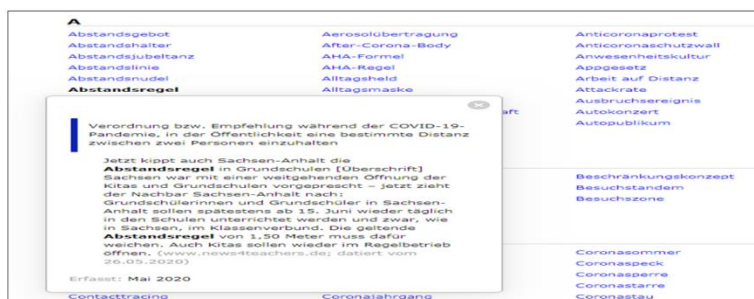 A
Abstandsgebot
Abstandshalter
Abstandsjubeltanz
Abstandslinie
Abstandsnudel
Abstandsregel
Aerosolübertragung
After-Corona-Body
AHA-Formel
AHA-Regel
Alltagsheld
Alltagsmaske
aft
Anticoronaprotest
Anticoronaschutzwall
Anwesenheitskultur
Appgesetz
Arbeit auf Distanz
Attackrate
Ausbruchsereignis
Autokonzert
Autopublikum
Verordnung bzw. Empfehlung während der COVID-19-
Pandemie, in der Öffentlichkeit eine bestimmte Distanz
zwischen zwei Personen einzuhalten
Jetzt kippt auch Sachsen-Anhalt die
Abstandsregel in Grundschulen [Überschrift]
Sachsen war mit einer weitgehenden Öffnung der
Kitas und Grundschulen vorgeprescht – jetzt zieht
der Nachbar Sachsen-Anhalt nach:
Grundschülerinnen und Grundschüler in Sachsen-
Anhalt sollen spätestens ab 15. Juni wieder täglich
in den Schulen unterrichtet werden und zwar, wie
in Sachsen, im Klassenverbund. Die geltende
Abstandsregel von 1,50 Meter muss dafür
weichen. Auch Kitas sollen wieder im Regelbetrieb
öffnen. (www.news4teachers.de; datiert vom
26.05.2020)
Erfasst: Mai 2020
Beschränkungskonzept
Besuchstandem
Besuchszone
Coronasommer
Coronaspeck
Coronasperre
Coronastarre
Contacttracing
Coronajahrgang
Coronastau